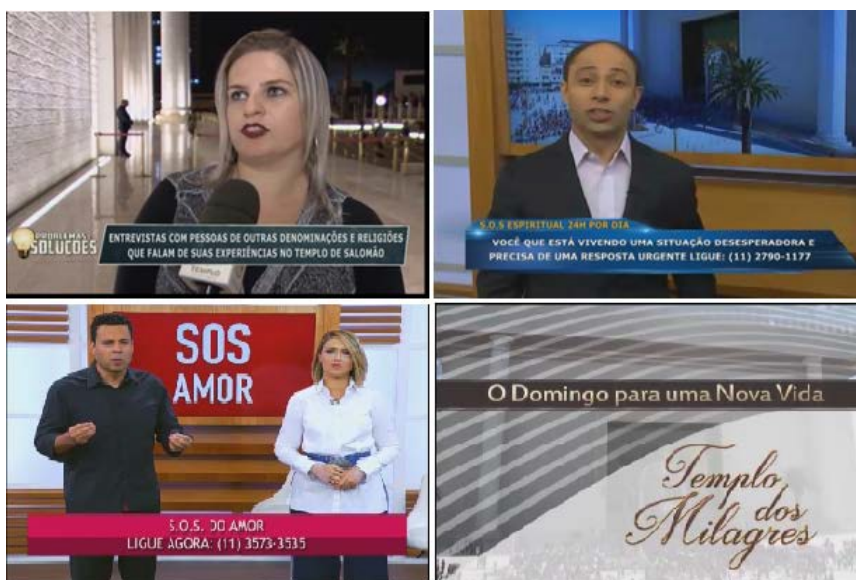 PROBLEMAS
SOLUÇÕES
ENTREVISTAS COM PESSOAS DE OUTRAS DENOMINAÇÕES E RELIGIÕES
QUE FALAM DE SUAS EXPERIÊNCIAS NO TEMPLO DE SALOMÃO
TEMPLO
S.O.S ESPIRITUAL 24H POR DIA
VOCÊ QUE ESTÁ VIVENDO UMA SITUAÇÃO DESESPERADORA E
PRECISA DE UMA RESPOSTA URGENTE LIGUE: (11) 2790-1177
SOS
AMOR
S.O.S. DO AMOR
LIGUE AGORA: (11) 3573-3535
O Domingo para uma Nova Vida
Templo
dos
Milagres